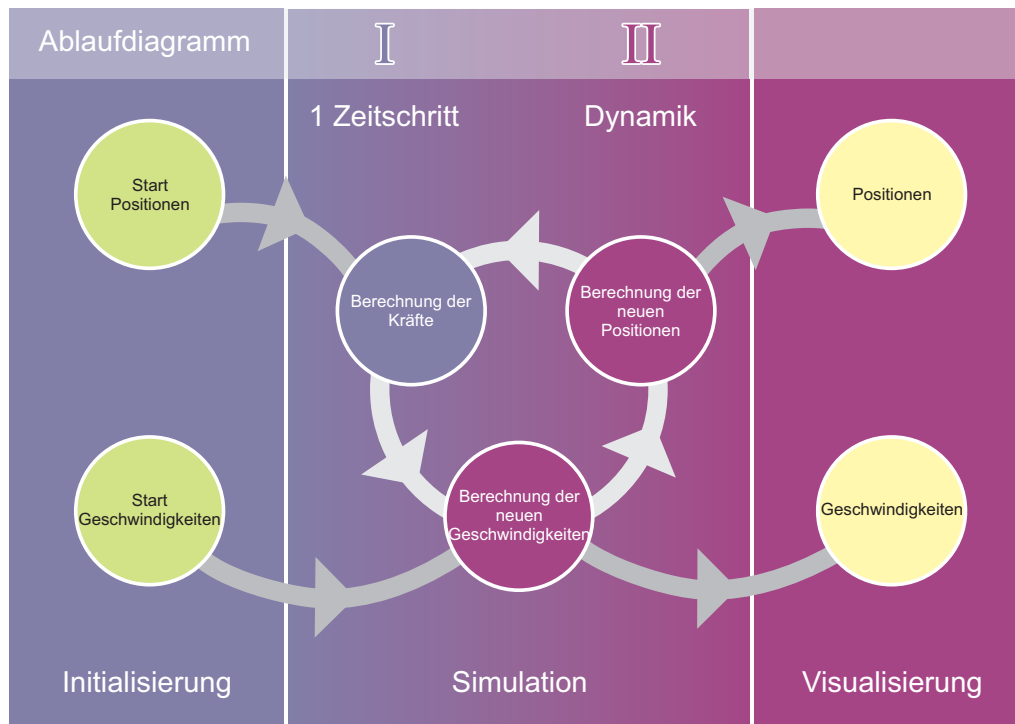 Ablaufdiagramm
I
II
1 Zeitschritt
Dynamik
Start
Positionen
Positionen
Berechnung der
Kräfte
Berechnung der
neuen
Positionen
Start
Geschwindigkeiten
Berechnung der
neuen
Geschwindigkeiten
Geschwindigkeiten
Initialisierung
Simulation
Visualisierung